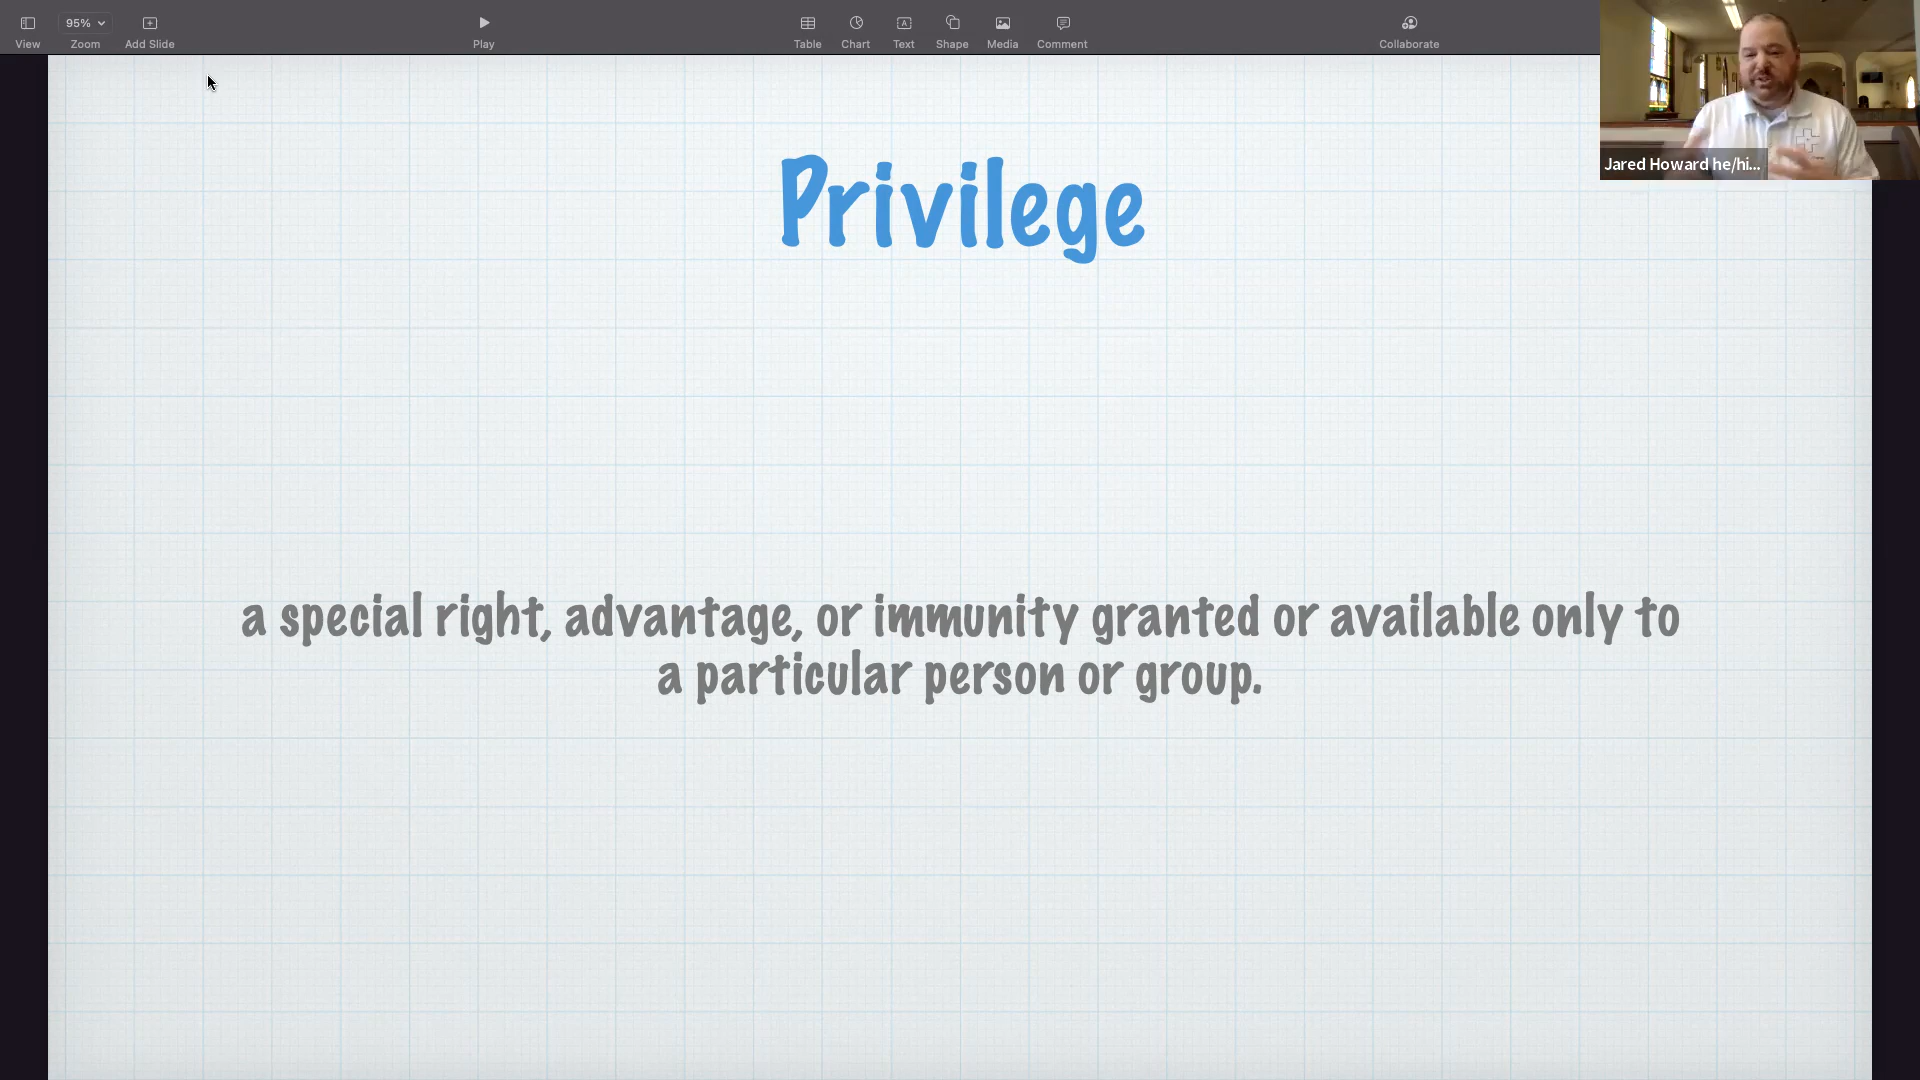 View
95%
Zoom
Add Slide
Play
Table
Chart
Text
Shape
Media
Comment
Collaborate
Jared Howard he/hi...
Privilege
a special right, advantage, or immunity granted or available only to
a particular person or group.